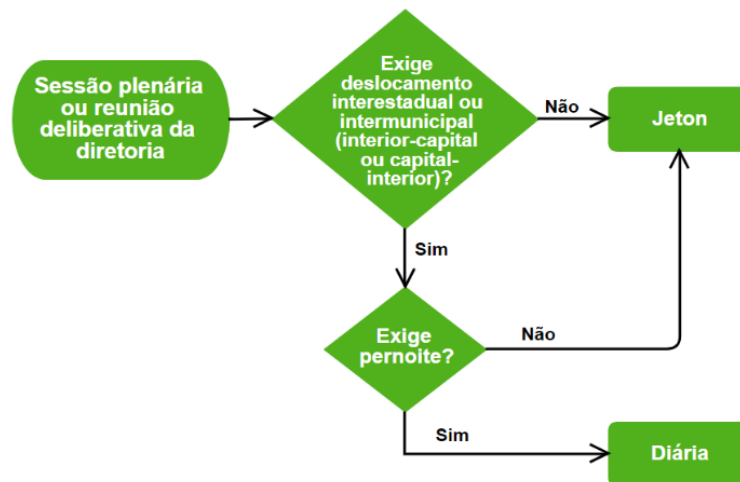 Sessão plenária
ou reunião
deliberativa da
diretoria
Exige
deslocamento
interestadual ou
intermunicipal
(interior-capital
ou capital-
interior)?
Não
Jeton
Sim
Exige
pernoite?
Não
Sim
Diária